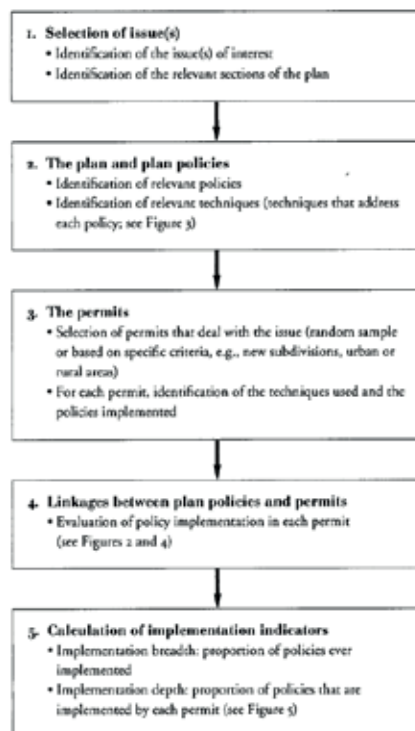 1. Selection of issue(s)
• Identification of the issue(s) of interest
• Identification of the relevant sections of the plan
2. The plan and plan policies
• Identification of relevant policies
• Identification of relevant techniques (techniques that address
each policy; see Figure 3)
3. The permits
• Selection of permits that deal with the issue (random sample
or based on specific criteria, e.g., new subdivisions, urban or
rural areas)
• For each permit, identification of the techniques used and the
policies implemented
4. Linkages between plan policies and permits
• Evaluation of policy implementation in each permit
(see Figures 2 and 4)
5. Calculation of implementation indicators
• Implementation breadth: proportion of policies ever
implemented
• Implementation depth: proportion of policies that are
implemented by each permit (see Figure 5)